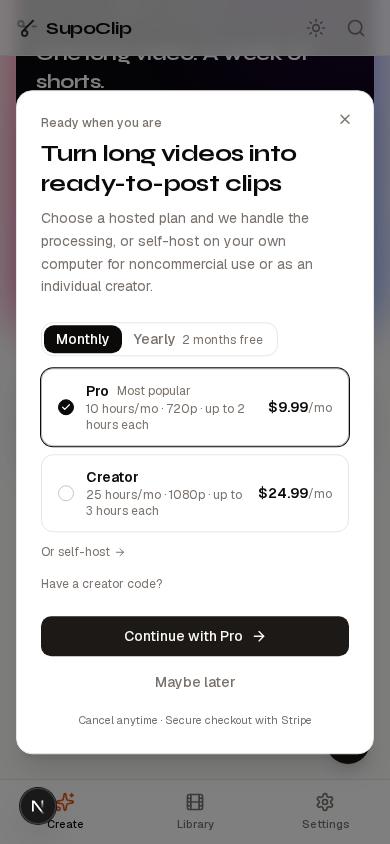 SupoClip
One long video. A week of
shorts.
Ready when you are
Turn long videos into
ready-to-post clips
Choose a hosted plan and we handle the
processing, or self-host on your own
computer for noncommercial use or as an
individual creator.
Monthly
Yearly 2 months free
Pro Most popular
10 hours/mo · 720p · up to 2
hours each
$9.99/mo
Creator
25 hours/mo · 1080p · up to
3 hours each
$24.99/mo
Or self-host →
Have a creator code?
Continue with Pro →
Maybe later
Cancel anytime · Secure checkout with Stripe
N
Create
Library
Settings